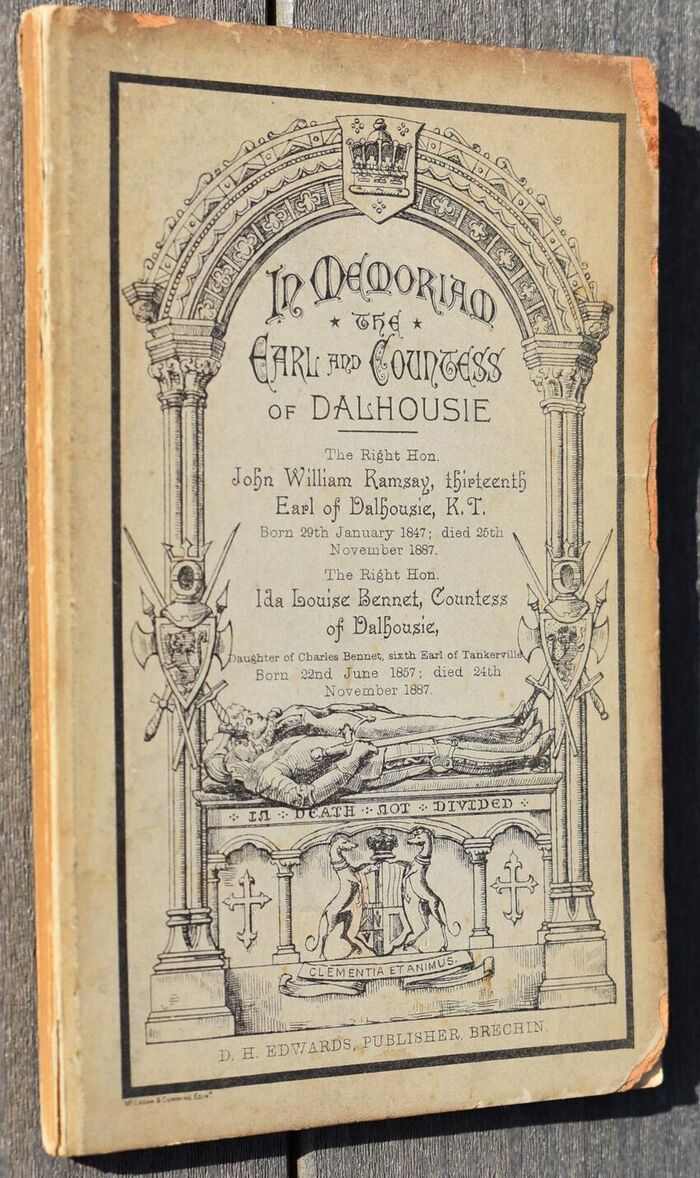 In Memoriam
★ the ★
Earl and Countess
of Dalhousie
The Right Hon.
John William Ramsay, thirteenth
Earl of Dalhousie, K.T.
Born 29th January 1847; died 25th
November 1887.
The Right Hon.
Ida Louise Bennet, Countess
of Dalhousie,
Daughter of Charles Bennet, sixth Earl of Tankerville
Born 22nd June 1857; died 24th
November 1887.
IN DEATH NOT DIVIDED
CLEMENTIA ET ANIMUS.
D. H. EDWARDS, PUBLISHER, BRECHIN
McLagan & Cumming, Edinr